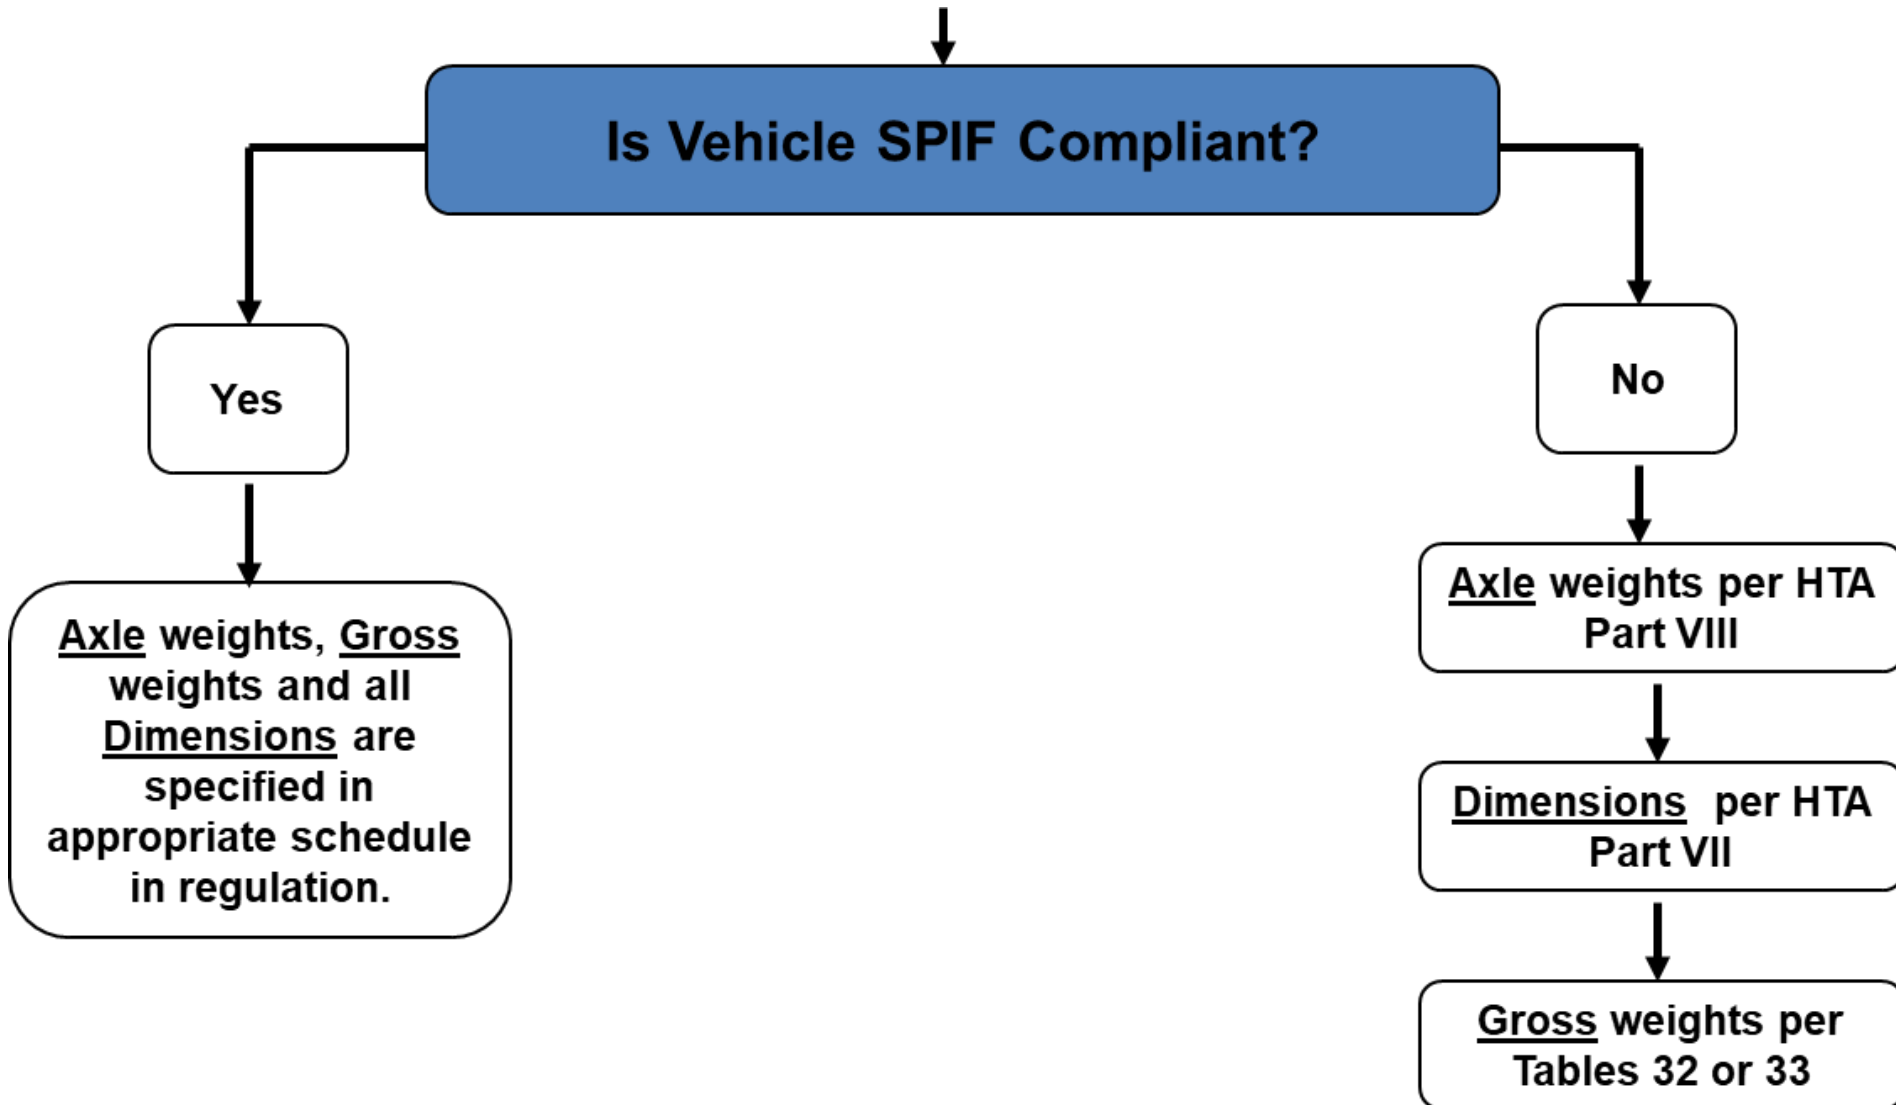 Is Vehicle SPIF Compliant?
Yes
Axle weights, Gross
weights and all
Dimensions are
specified in
appropriate schedule
in regulation.
No
Axle weights per HTA
Part VIII
Dimensions per HTA
Part VII
Gross weights per
Tables 32 or 33